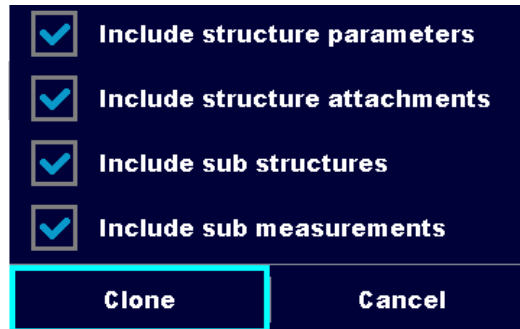 Include structure parameters
Include structure attachments
Include sub structures
Include sub measurements
Clone Cancel